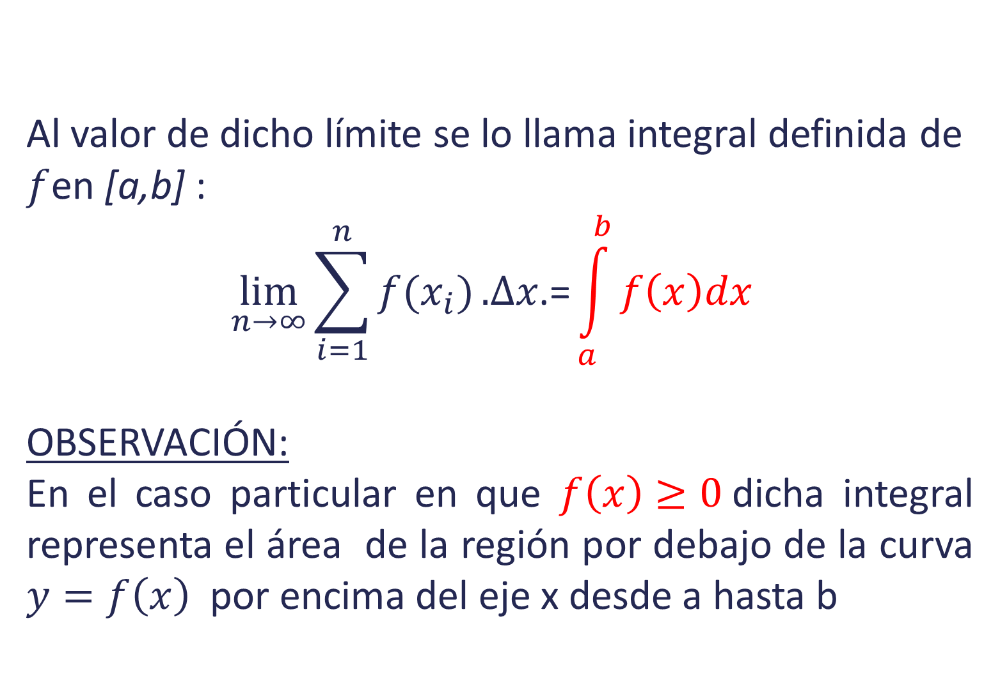 Al valor de dicho límite se lo llama integral definida de
𝑓 en [a,b] :
$$\lim_{n \to \infty} \sum_{i=1}^{n} f(x_i) .\Delta x.= \int_{a}^{b} f(x)dx$$
OBSERVACIÓN:
En el caso particular en que $f(x) \geq 0$ dicha integral
representa el área de la región por debajo de la curva
$y = f(x)$ por encima del eje x desde a hasta b